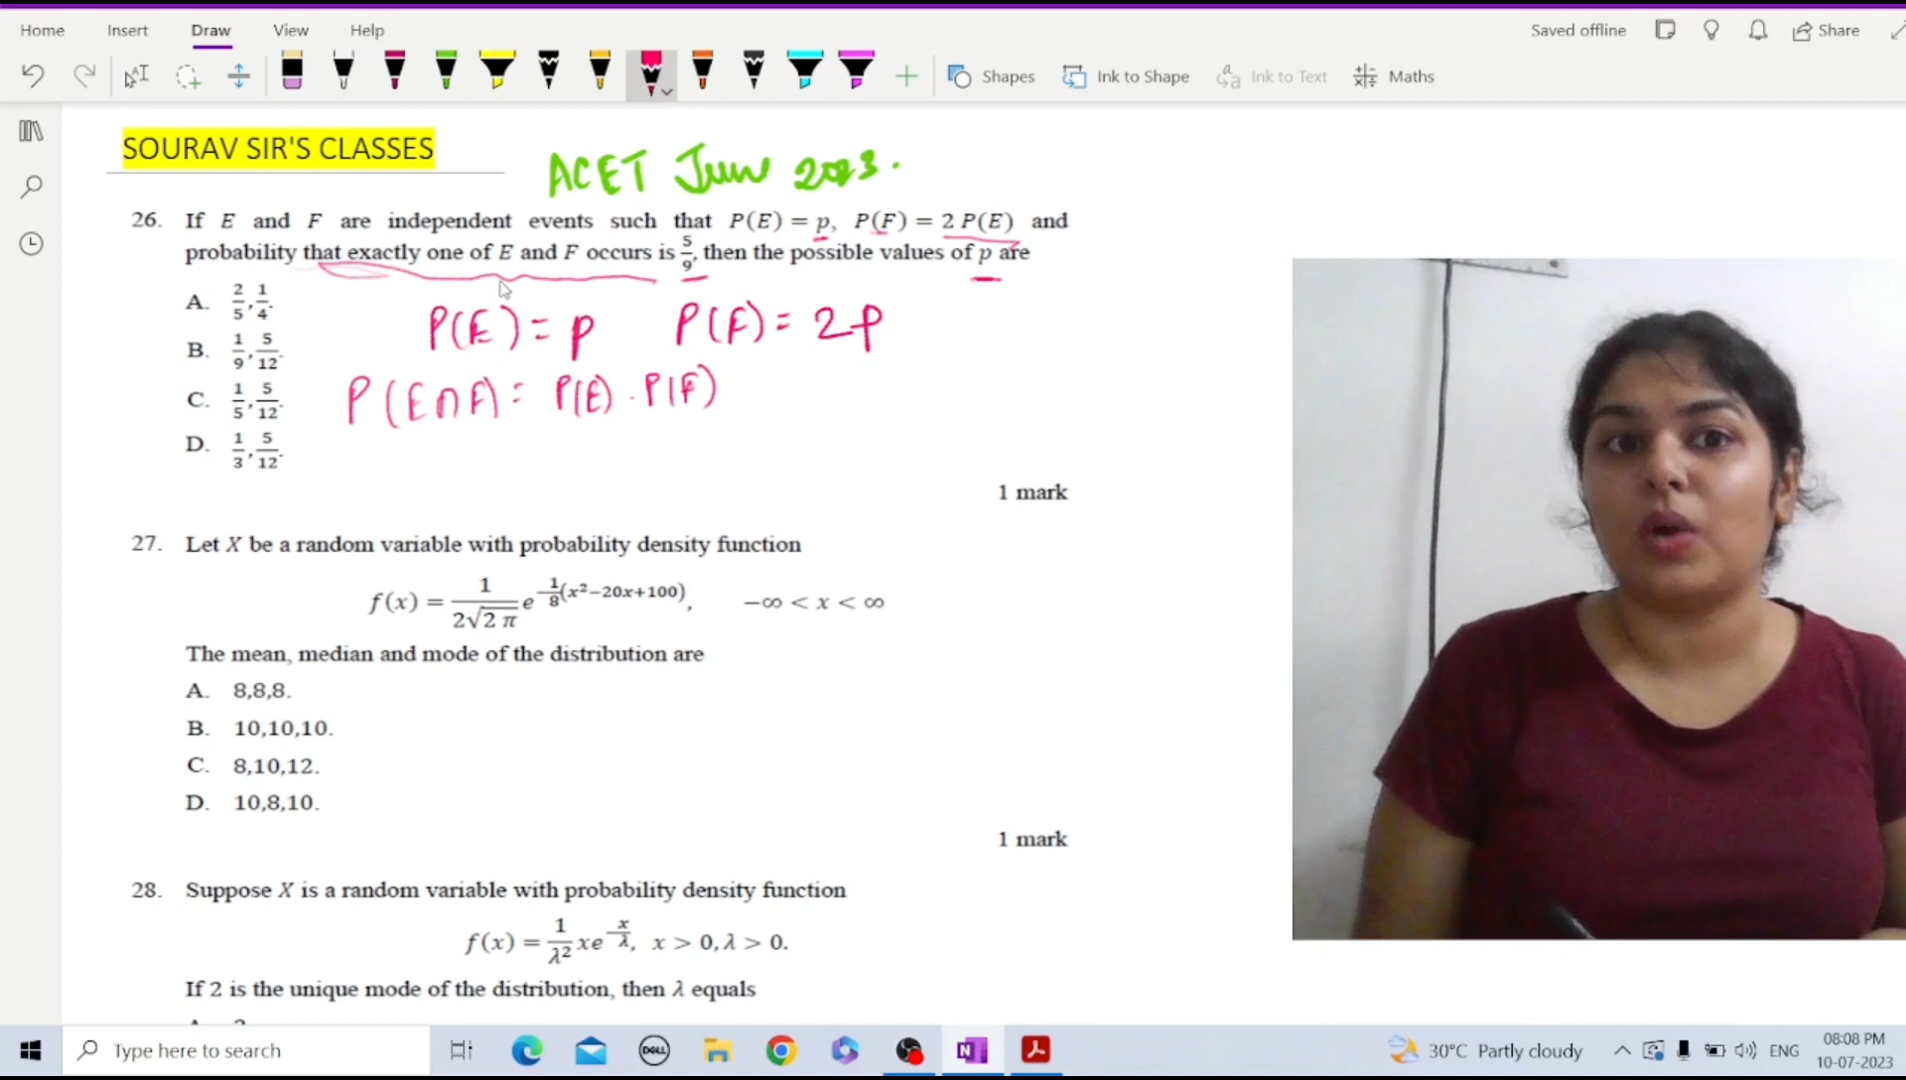 Home Insert Draw View Help Saved offline Share
Shapes Ink to Shape Ink to Text Maths
SOURAV SIR'S CLASSES
ACET June 2023.
26. If E and F are independent events such that P(E) = p, P(F) = 2 P(E) and
probability that exactly one of E and F occurs is 5/9, then the possible values of p are
A. 2/5, 1/4.
B. 1/9, 5/12.
C. 1/5, 5/12.
D. 1/3, 5/12.
P(E) = p P(F) = 2p
P(E∩F) = P(E) . P(F)
1 mark
27. Let X be a random variable with probability density function
f(x) = 1/(2√2 π) e^(−1/8(x²−20x+100)), −∞ < x < ∞
The mean, median and mode of the distribution are
A. 8,8,8.
B. 10,10,10.
C. 8,10,12.
D. 10,8,10.
1 mark
28. Suppose X is a random variable with probability density function
f(x) = 1/λ² xe^(−x/λ), x > 0, λ > 0.
If 2 is the unique mode of the distribution, then λ equals
Type here to search DELL 30°C Partly cloudy ENG 08:08 PM
10-07-2023